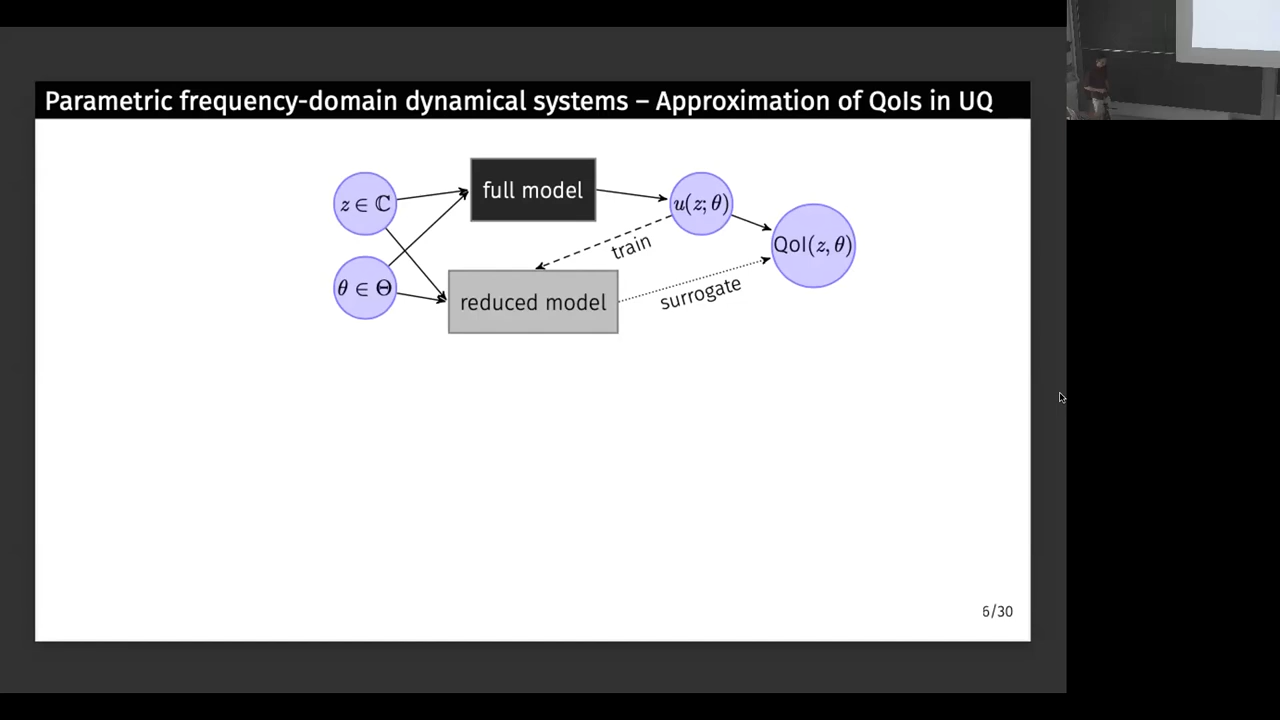 Parametric frequency-domain dynamical systems – Approximation of QoIs in UQ
z ∈ ℂ
full model
u(z; θ)
QoI(z, θ)
train
θ ∈ Θ
reduced model
surrogate
6/30